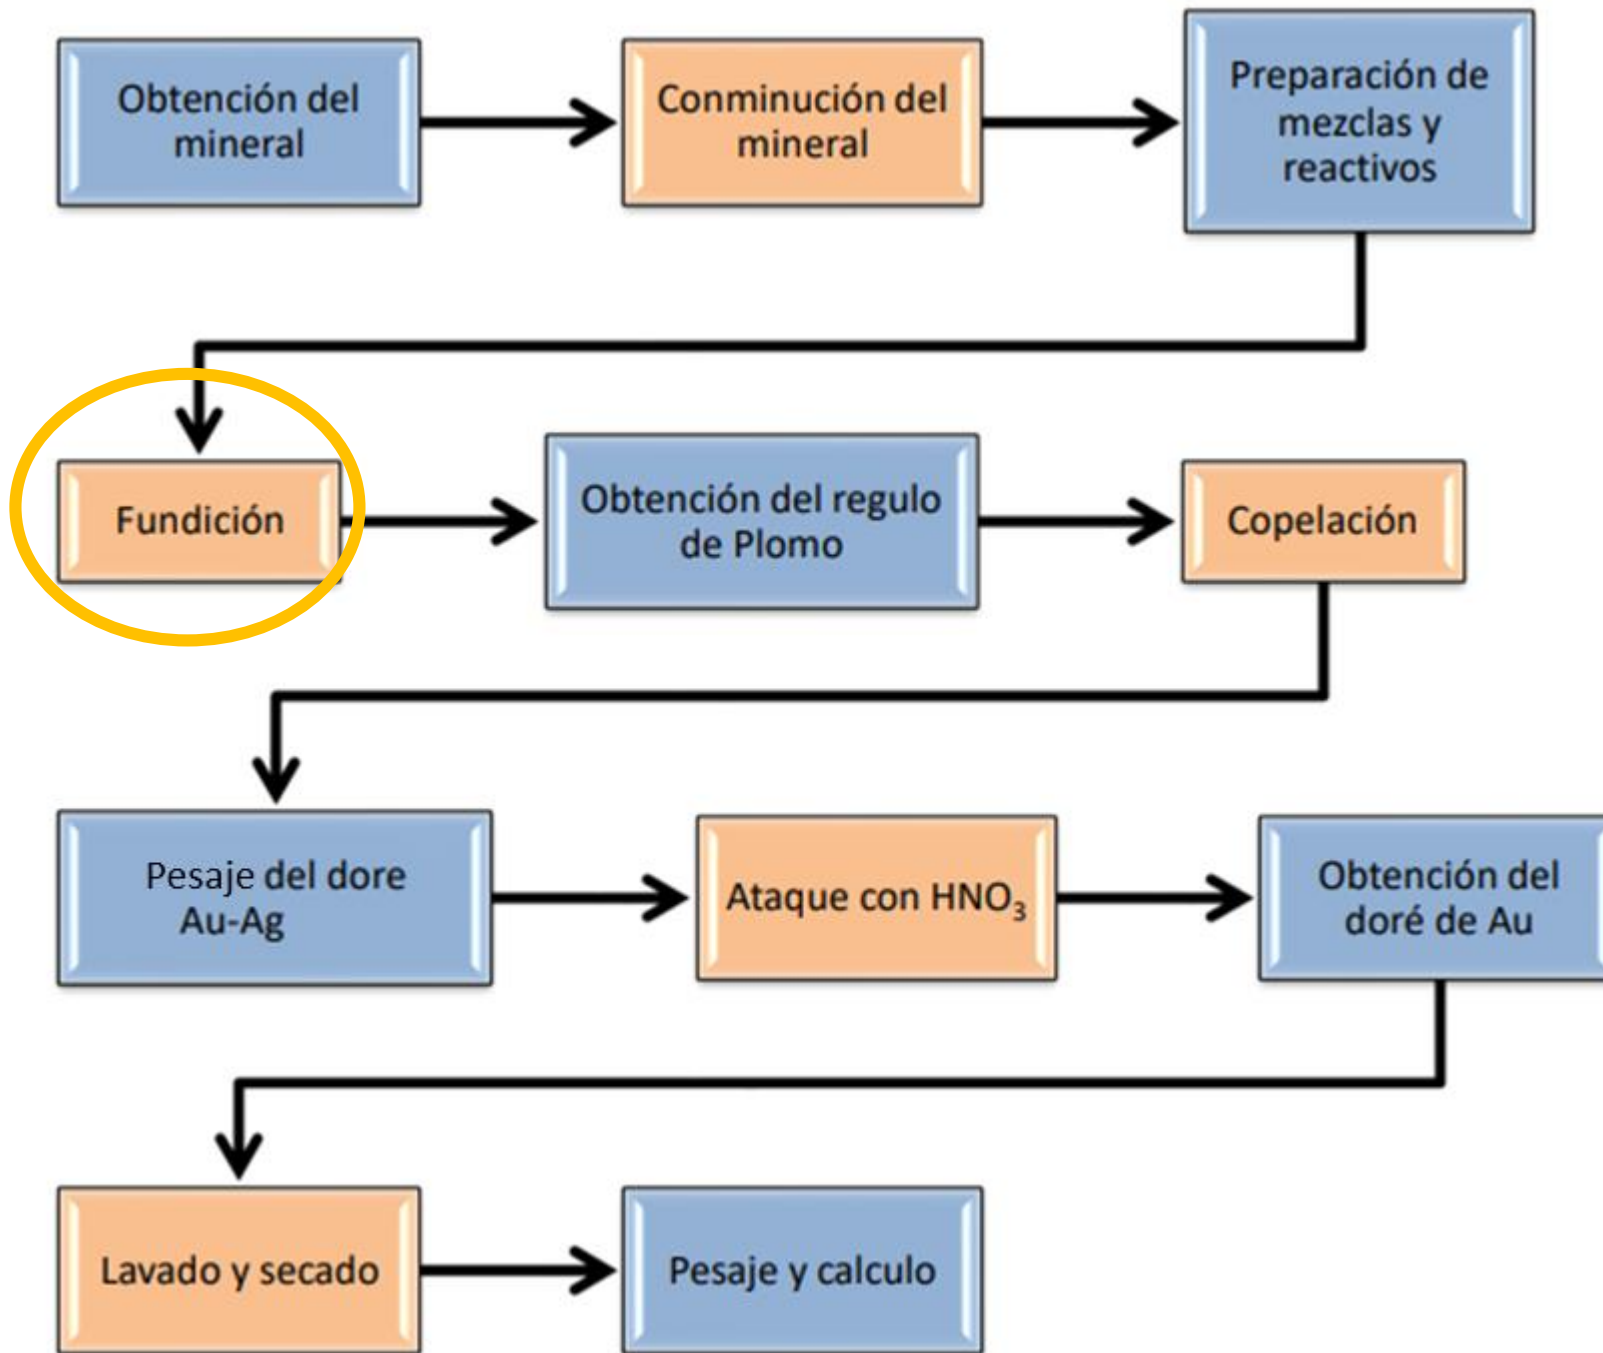 Obtención del
mineral
Conminución del
mineral
Preparación de
mezclas y
reactivos
Fundición
Obtención del regulo
de Plomo
Copelación
Pesaje del dore
Au-Ag
Ataque con HNO₃
Obtención del
doré de Au
Lavado y secado
Pesaje y calculo